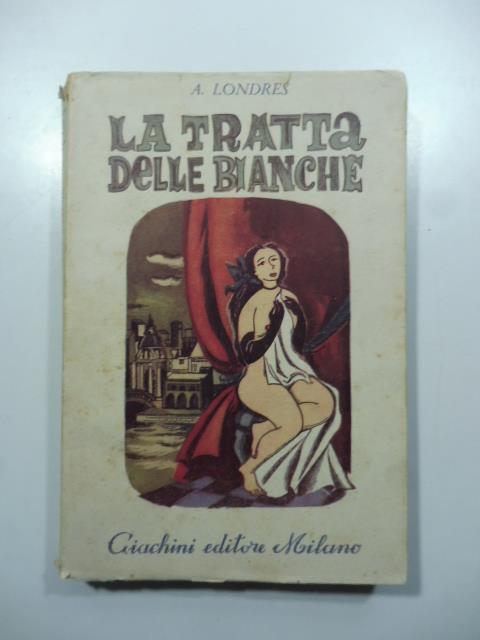 A. LONDRES
LA TRATTa
DELLE BIANCHE
Ciachini editore Milano